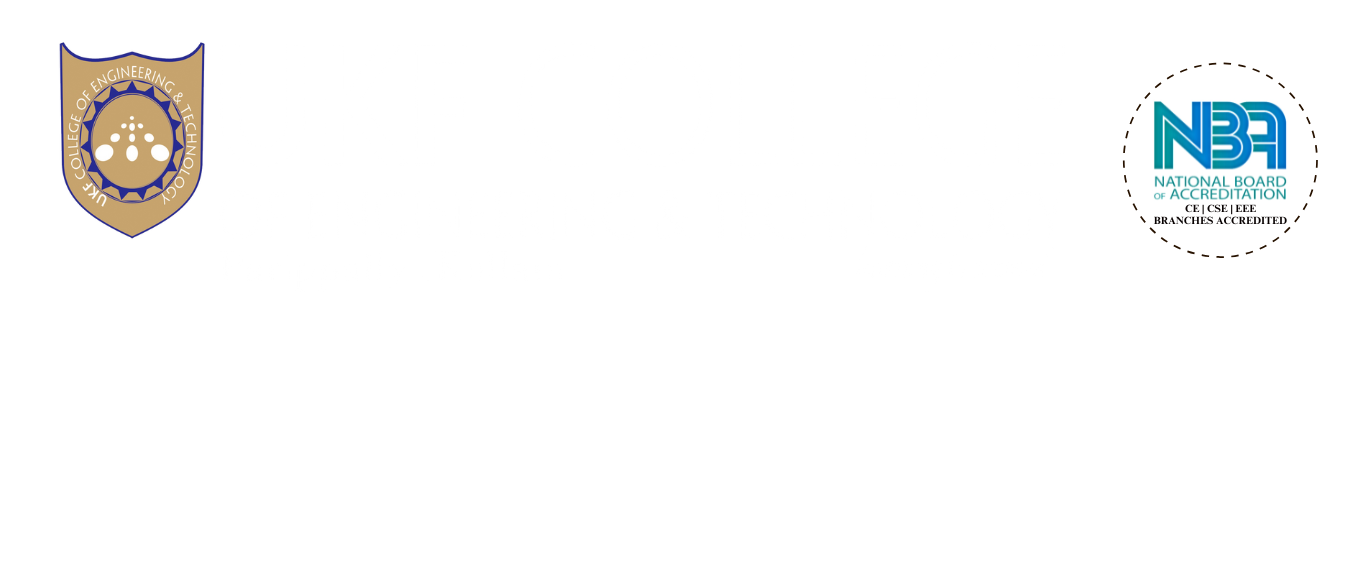 UKF COLLEGE OF ENGINEERING & TECHNOLOGY
NBA
NATIONAL BOARD
OF ACCREDITATION
CE | CSE | EEE
BRANCHES ACCREDITED